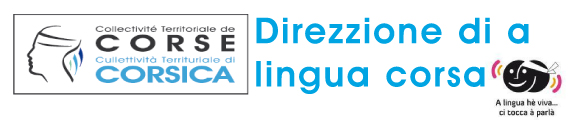 Collectivité Territoriale de
CORSE
Cullettività Territuriale di
CORSICA
Direzzione di a
lingua corsa
A lingua hè viva...
ci tocca à parlà